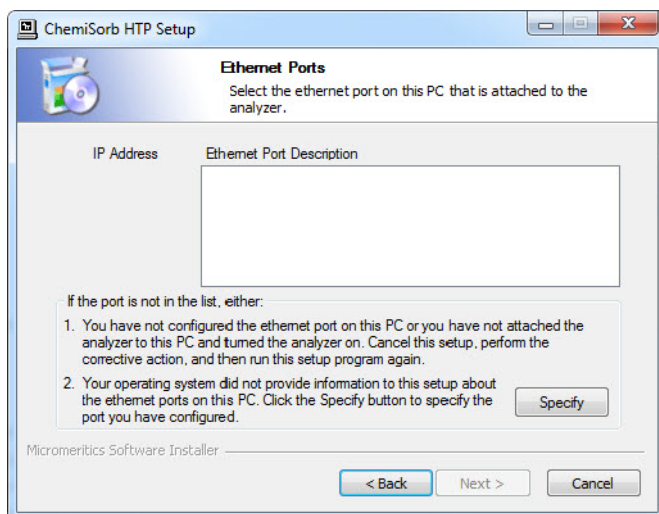 ChemiSorb HTP Setup
Ethernet Ports
Select the ethernet port on this PC that is attached to the
analyzer.
IP Address Ethernet Port Description
If the port is not in the list, either:
1. You have not configured the ethernet port on this PC or you have not attached the
analyzer to this PC and turned the analyzer on. Cancel this setup, perform the
corrective action, and then run this setup program again.
2. Your operating system did not provide information to this setup about
the ethernet ports on this PC. Click the Specify button to specify the
port you have configured.
Specify
Micromeritics Software Installer
< Back Next > Cancel